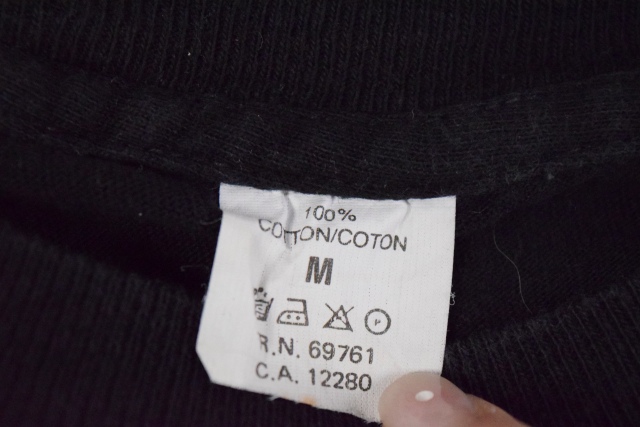 100%
COTTON/COTON
M
P
R.N. 69761
C.A. 12280